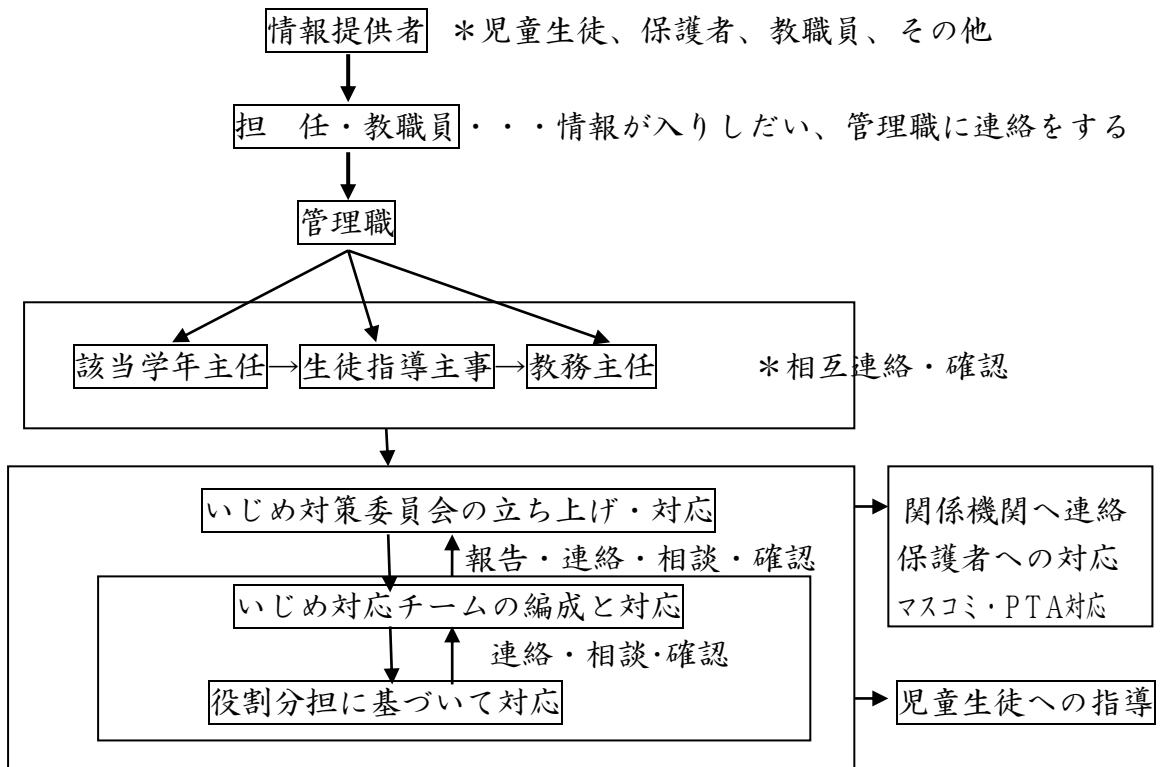 情報提供者　＊児童生徒、保護者、教職員、その他
担　任・教職員・・・情報が入りしだい、管理職に連絡をする
管理職
該当学年主任→生徒指導主事→教務主任　＊相互連絡・確認
いじめ対策委員会の立ち上げ・対応
報告・連絡・相談・確認
いじめ対応チームの編成と対応
連絡・相談・確認
役割分担に基づいて対応
関係機関へ連絡
保護者への対応
マスコミ・ＰＴＡ対応
児童生徒への指導